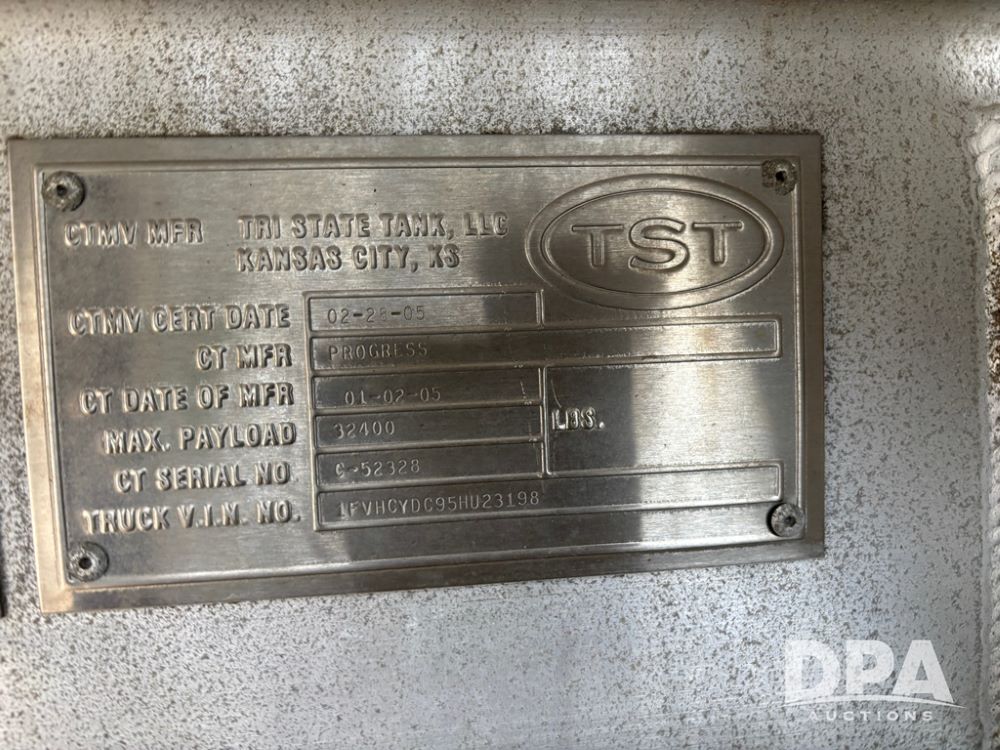 CTMV MFR TRI STATE TANK, LLC
KANSAS CITY, KS
TST
CTMV CERT DATE 02-28-05
CT MFR PROGRESS
CT DATE OF MFR 01-02-05
MAX. PAYLOAD 32400 LBS.
CT SERIAL NO C-52328
TRUCK V.I.N. NO. 1FVHCYDC95HU23198
DPA
AUCTIONS